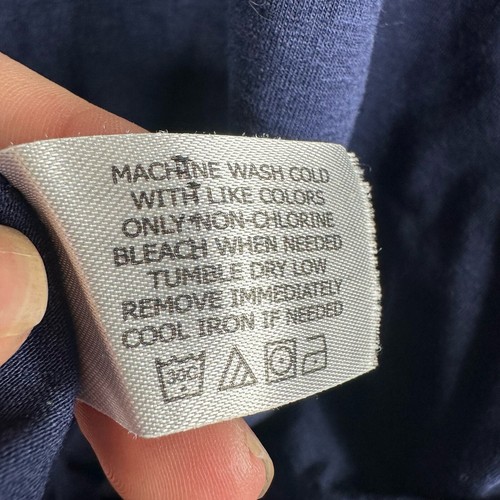 MACHINE WASH COLD
WITH LIKE COLORS
ONLY NON-CHLORINE
BLEACH WHEN NEEDED
TUMBLE DRY LOW
REMOVE IMMEDIATELY
COOL IRON IF NEEDED
30C